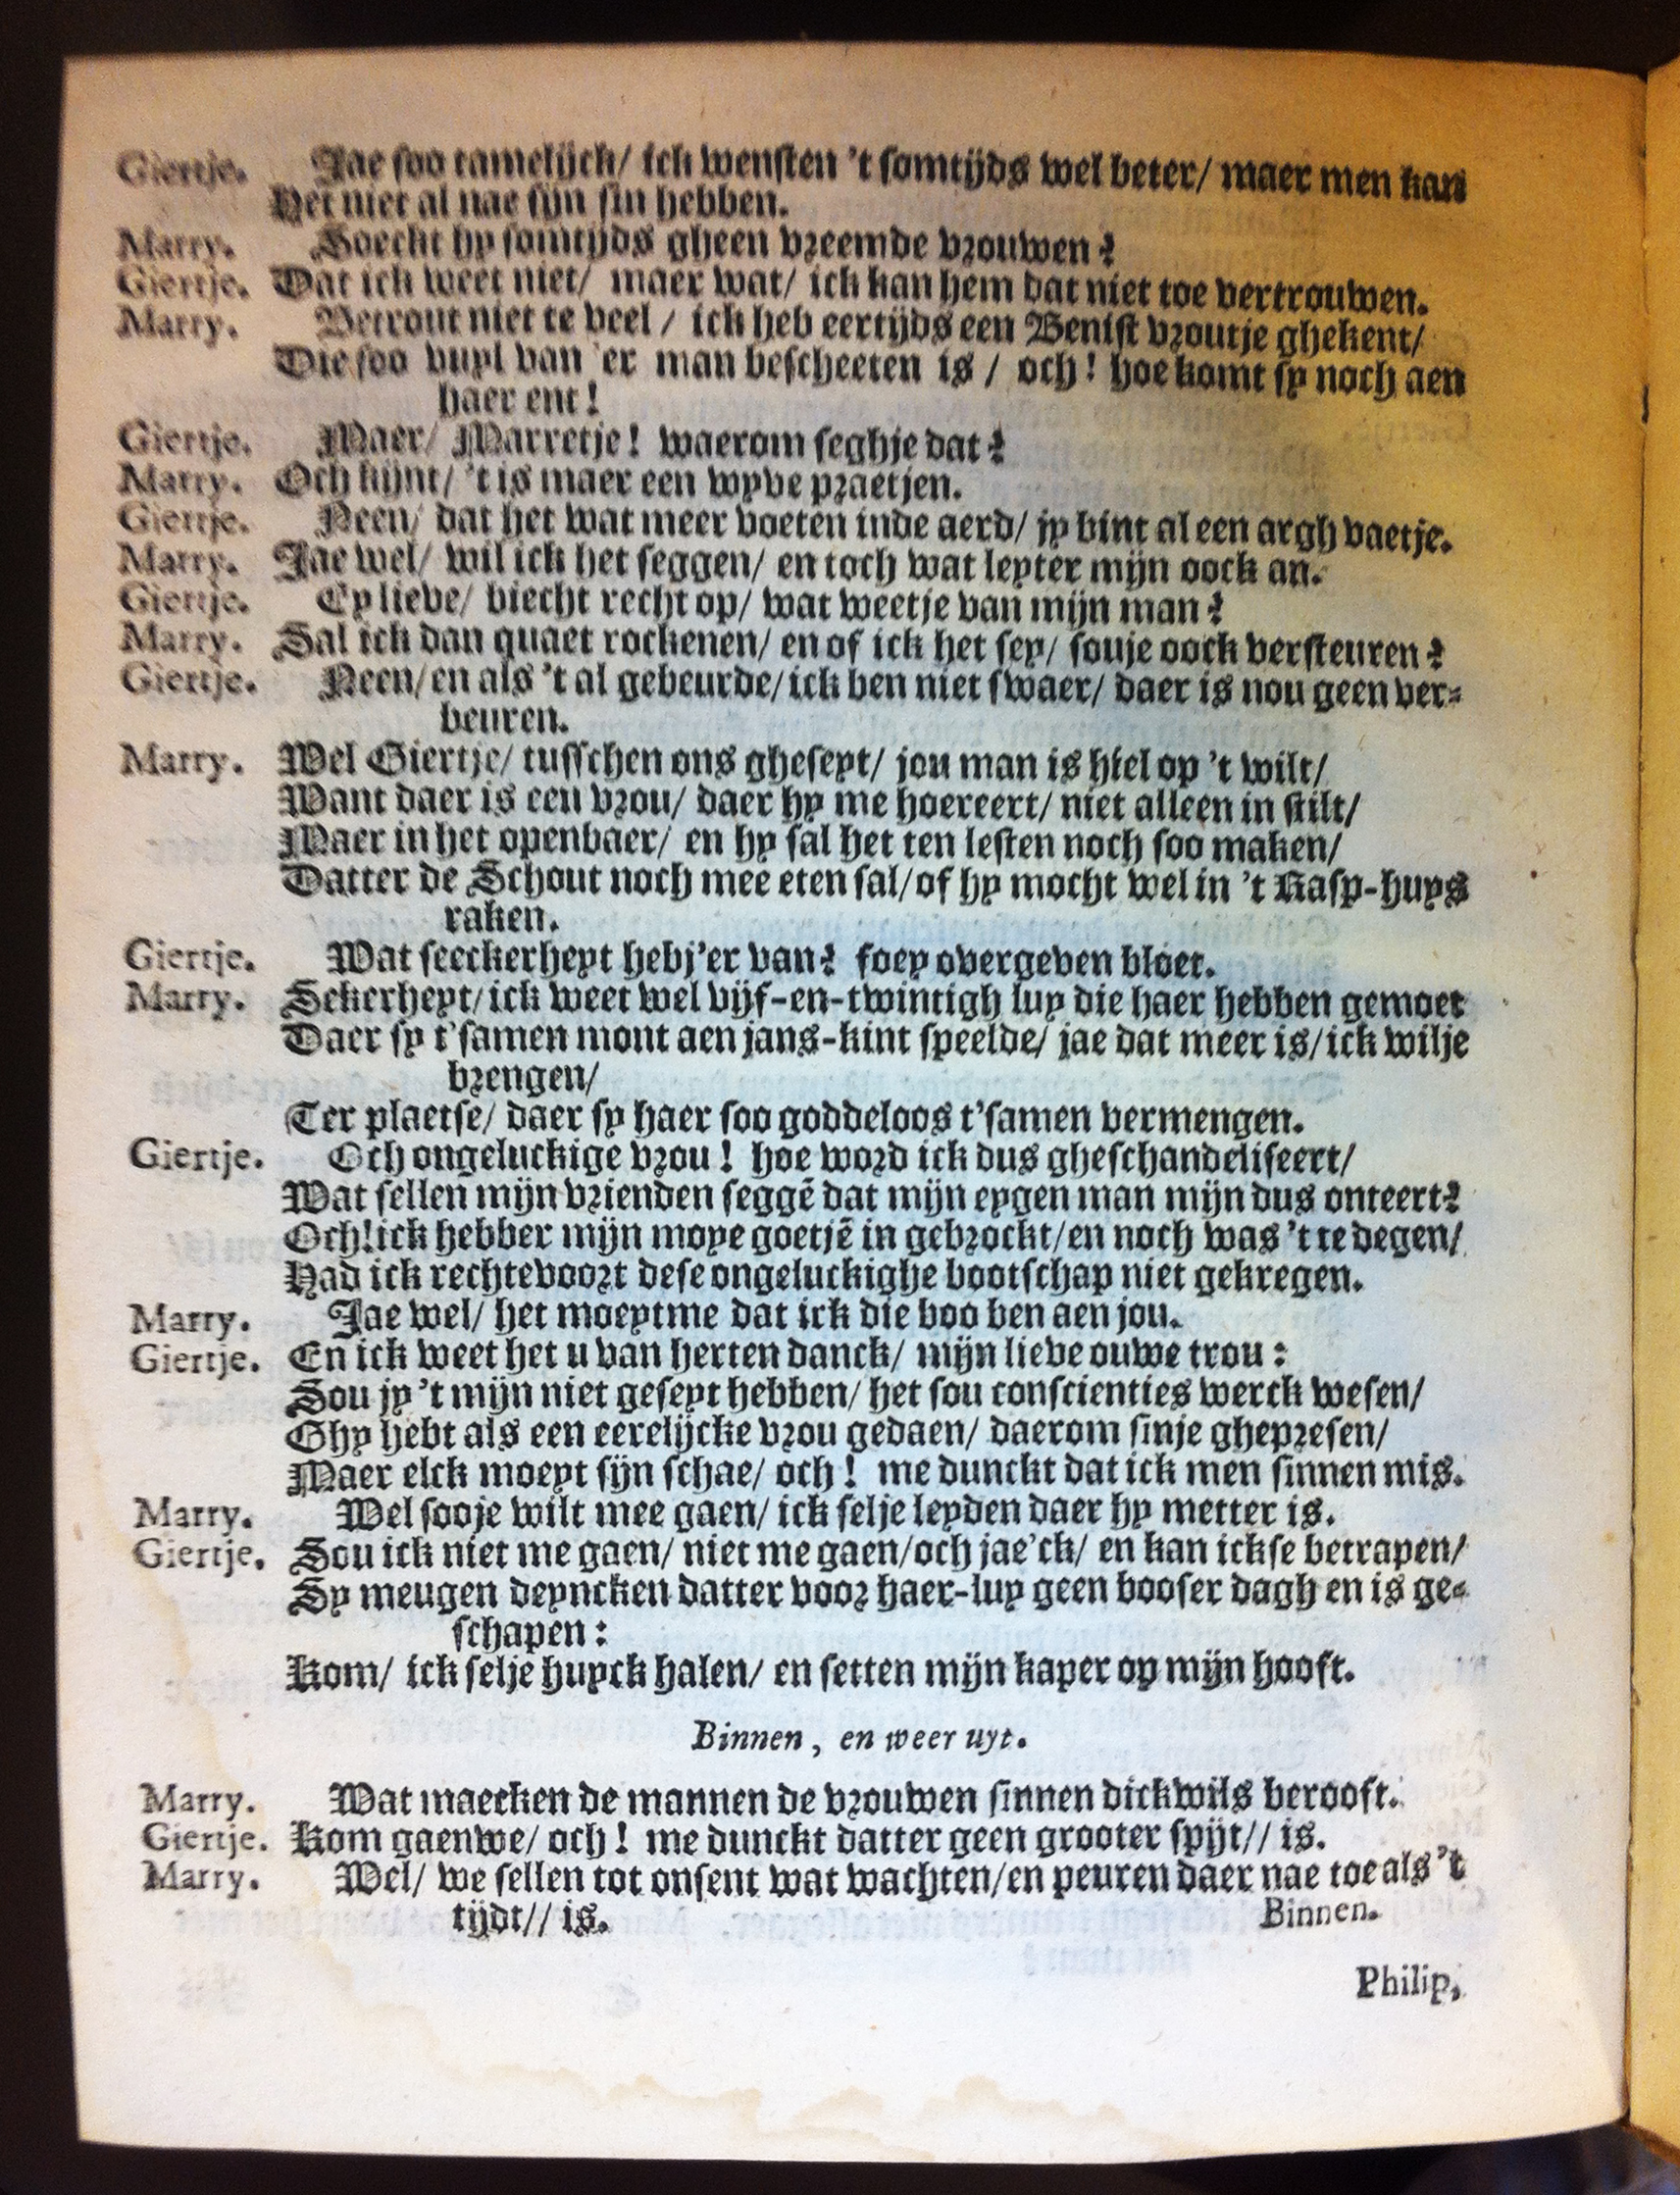 Giertje. Jae soo tamelijck/ ick wensten 't somtijds wel beter/ maer men kan
Het niet al nae sijn sin hebben.
Marry. Soeckt hy somtijds gheen vreemde vrouwen?
Giertje. Dat ick weet niet/ maer wat/ ick kan hem dat niet toe vertrouwen.
Marry. Betrout niet te veel/ ick heb eertijds een Benist vroutje ghekent/
Die soo vuyl van 'er man bescheeten is/ och! hoe komt sy noch aen
haer ent!
Giertje. Maer/ Marretje! waerom seghje dat?
Marry. Och kijnt/ 't is maer een wyve praetjen.
Giertje. Neen/ dat het wat meer voeten inde aerd/ jy bint al een argh vaetje.
Marry. Jae wel/ wil ick het seggen/ en toch wat leyter mijn oock an.
Giertje. Ey lieve/ biecht recht op/ wat weetje van mijn man?
Marry. Sal ick dan quaet rockenen/ en of ick het sey/ souje oock versteuren?
Giertje. Neen/ en als 't al gebeurde/ ick ben niet swaer/ daer is nou geen ver-
beuren.
Marry. Wel Giertje/ tusschen ons gheseyt/ jou man is hiel op 't wilt/
Want daer is een vrou/ daer hy me hoereert/ niet alleen in stilt/
Maer in het openbaer/ en hy sal het ten lesten noch soo maken/
Datter de Schout noch mee eten sal/ of hy mocht wel in 't Rasp-huys
raken.
Giertje. Wat seeckerheyt hebj'er van? foey overgeven bloet.
Marry. Sekerheyt/ ick weet wel vijf-en-twintigh luy die haer hebben gemoet
Daer sy t'samen mont aen jans-kint speelde/ jae dat meer is/ ick wilje
brengen/
Ter plaetse/ daer sy haer soo goddeloos t'samen vermengen.
Giertje. Och ongeluckige vrou! hoe word ick dus gheschandeliseert/
Wat sellen mijn vrienden seggē dat mijn eygen man mijn dus onteert?
Och! ick hebber mijn moye goetjē in gebrockt/ en noch was 't te degen/
Had ick rechtevoort dese ongeluckighe bootschap niet gekregen.
Marry. Jae wel/ het moeytme dat ick die boo ben aen jou.
Giertje. En ick weet het u van herten danck/ mijn lieve ouwe trou:
Sou jy 't mijn niet geseyt hebben/ het sou conscienties werck wesen/
Ghy hebt als een eerelijcke vrou gedaen/ daerom sinje ghepresen/
Maer elck moeyt sijn schae/ och! me dunckt dat ick men sinnen mis.
Marry. Wel sooje wilt mee gaen/ ick selje leyden daer hy metter is.
Giertje. Sou ick niet me gaen/ niet me gaen/ och jae'ck/ en kan ickse betrapen/
Sy meugen deyncken datter voor haer-luy geen booser dagh en is ge-
schapen:
Kom/ ick selje huyck halen/ en setten mijn kaper op mijn hooft.
Binnen, en weer uyt.
Marry. Wat maecken de mannen de vrouwen sinnen dickwils berooft.
Giertje. Kom gaenwe/ och! me dunckt datter geen grooter spijt// is.
Marry. Wel/ we sellen tot onsent wat wachten/ en peuren daer nae toe als 't
tijdt// is. Binnen.
Philip,